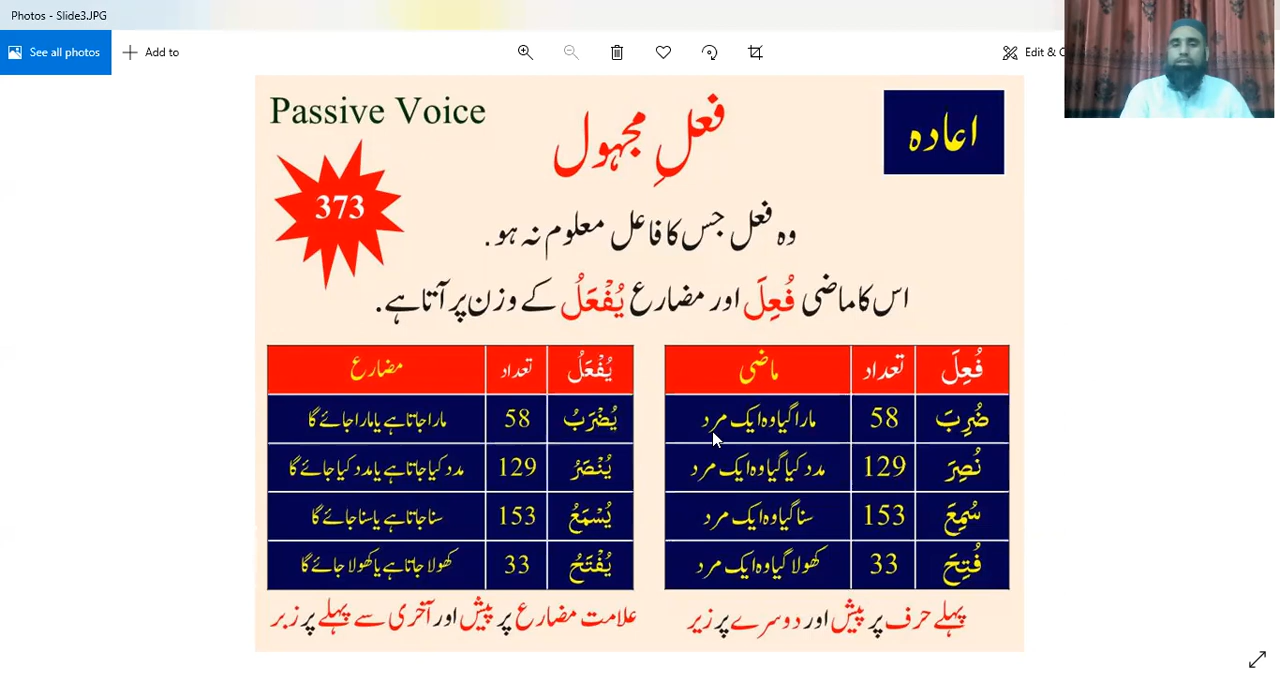 Photos - Slide3.JPG
See all photos
Add to
Edit & C
Passive Voice
فعلِ مجہول
اعادہ
373
وہ فعل جس کا فاعل معلوم نہ ہو۔
اس کا ماضی فُعِلَ اور مضارع يُفْعَلُ کے وزن پر آتا ہے۔
فُعِلَ تعداد ماضی
ضُرِبَ 58 مارا گیا وہ ایک مرد
نُصِرَ 129 مدد کیا گیا وہ ایک مرد
سُمِعَ 153 سنا گیا وہ ایک مرد
فُتِحَ 33 کھولا گیا وہ ایک مرد
پہلے حرف پر پیش اور دوسرے پر زیر
يُفْعَلُ تعداد مضارع
يُضْرَبُ 58 مارا جاتا ہے یا مارا جائے گا
يُنْصَرُ 129 مدد کیا جاتا ہے یا مدد کیا جائے گا
يُسْمَعُ 153 سنا جاتا ہے یا سنا جائے گا
يُفْتَحُ 33 کھولا جاتا ہے یا کھولا جائے گا
علامت مضارع پر پیش اور آخری سے پہلے پر زبر